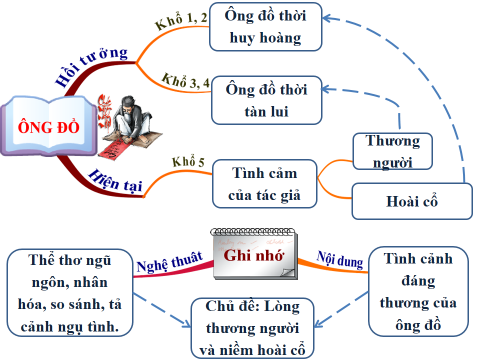 Khổ 1, 2
Ông đồ thời
huy hoàng
Hồi tưởng
Khổ 3, 4
Ông đồ thời
tàn lui
ÔNG ĐỒ
Thương
người
Khổ 5
Tình cảm
của tác giả
Hiện tại
Hoài cổ
Thể thơ ngũ
ngôn, nhân
hóa, so sánh, tả
cảnh ngụ tình.
Nghệ thuât
Ghi nhớ
Nội dung
Tình cảnh
đáng
thương của
ông đồ
Chủ đề: Lòng
thương người
và niềm hoài cổ